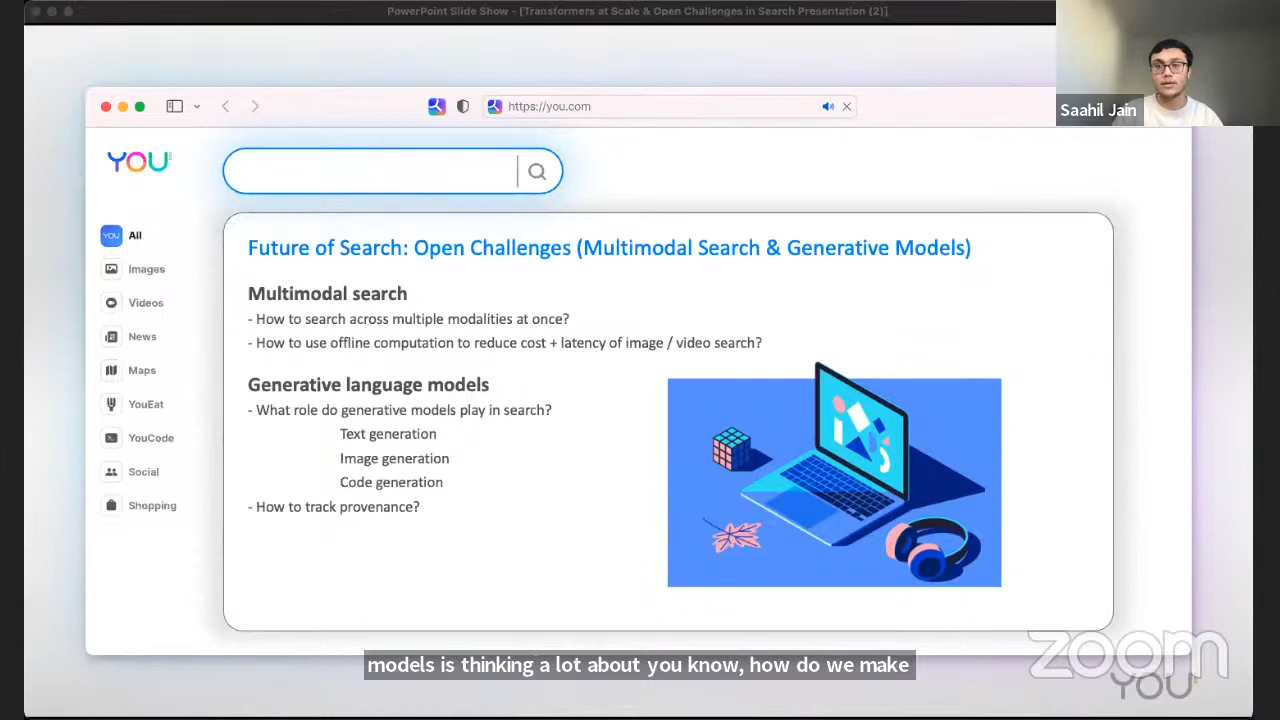 PowerPoint Slide Show - [Transformers at Scale & Open Challenges in Search Presentation (2)]
Saahil Jain
https://you.com
YOU
Future of Search: Open Challenges (Multimodal Search & Generative Models)
Multimodal search
- How to search across multiple modalities at once?
- How to use offline computation to reduce cost + latency of image / video search?
Generative language models
- What role do generative models play in search?
Text generation
Image generation
Code generation
- How to track provenance?
YOU All
Images
Videos
News
Maps
YouEat
YouCode
Social
Shopping
models is thinking a lot about you know, how do we make
zoom
YOU